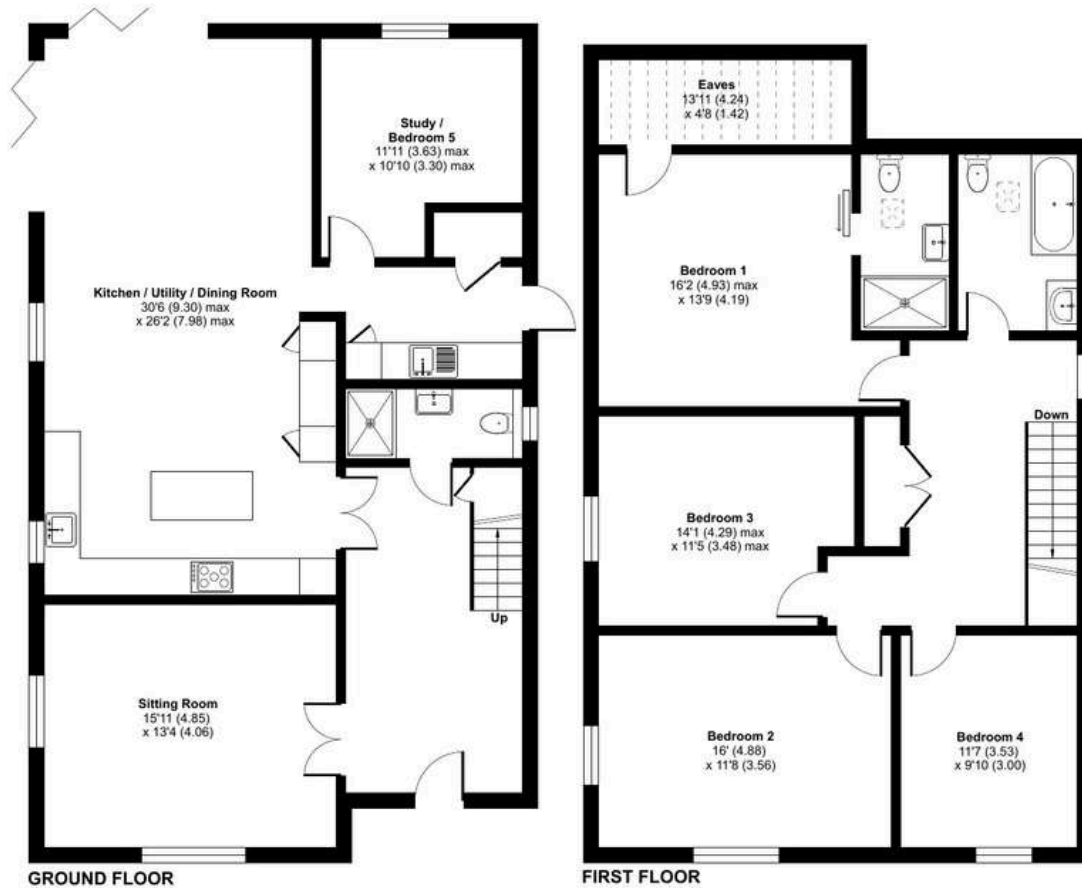 Study /
Bedroom 5
11'11 (3.63) max
x 10'10 (3.30) max
Kitchen / Utility / Dining Room
30'6 (9.30) max
x 26'2 (7.98) max
Up
Sitting Room
15'11 (4.85)
x 13'4 (4.06)
GROUND FLOOR
Eaves
13'11 (4.24)
x 4'8 (1.42)
Bedroom 1
16'2 (4.93) max
x 13'9 (4.19)
Down
Bedroom 3
14'1 (4.29) max
x 11'5 (3.48) max
Bedroom 2
16' (4.88)
x 11'8 (3.56)
Bedroom 4
11'7 (3.53)
x 9'10 (3.00)
FIRST FLOOR